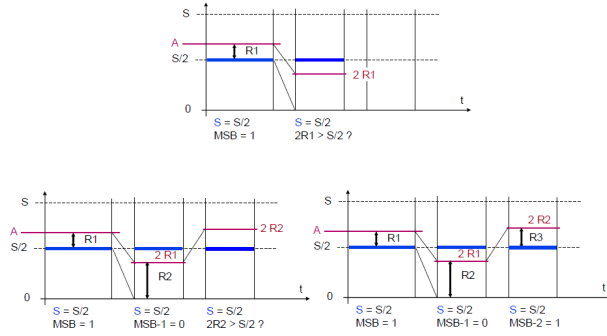 S
A
R1
S/2
2 R1
0
t
S = S/2
S = S/2
MSB = 1
2R1 > S/2 ?
S
A
R1
2 R1
2 R2
S/2
R2
0
t
S = S/2
S = S/2
S = S/2
MSB = 1
MSB-1 = 0
2R2 > S/2 ?
S
A
R1
2 R1
2 R2
R3
S/2
R2
0
t
S = S/2
S = S/2
S = S/2
MSB = 1
MSB-1 = 0
MSB-2 = 1